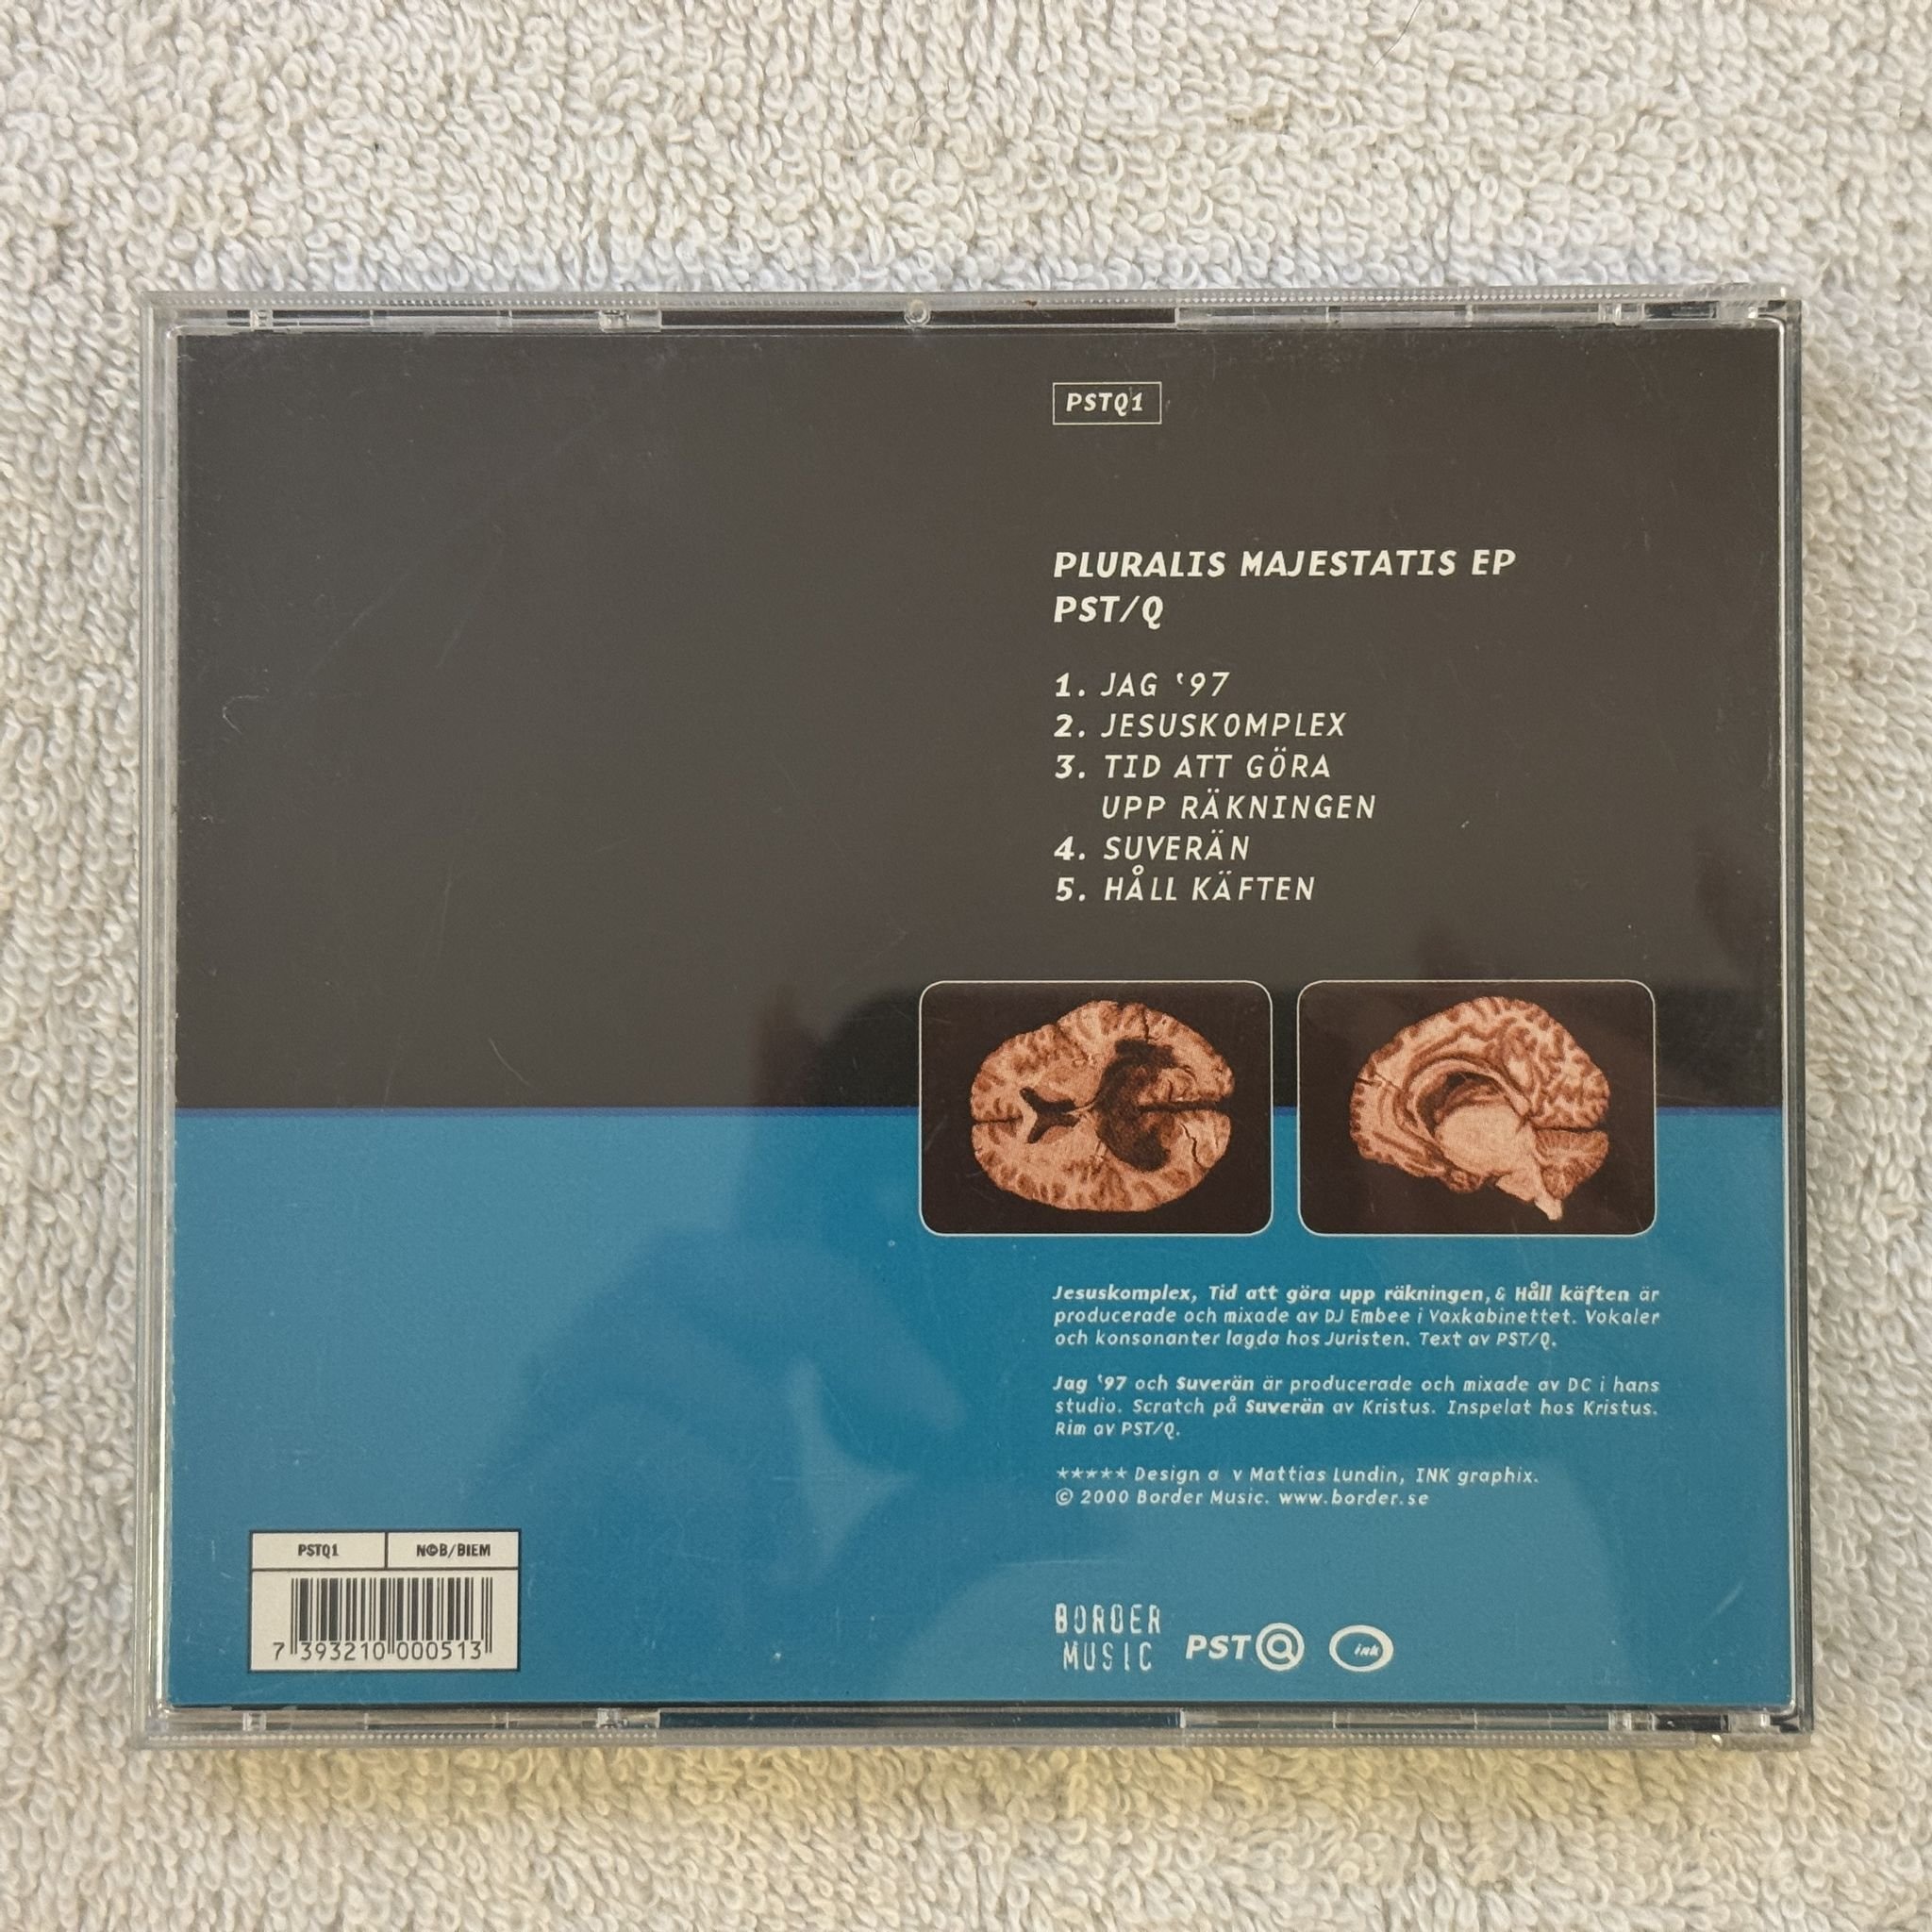 PSTQ1
PLURALIS MAJESTATIS EP
PST/Q
1. JAG ‘97
2. JESUSKOMPLEX
3. TID ATT GÖRA
UPP RÄKNINGEN
4. SUVERÄN
5. HÅLL KÄFTEN
Jesuskomplex, Tid att göra upp räkningen, & Håll käften är
producerade och mixade av DJ Embee i Vaxkabinettet. Vokaler
och konsonanter lagda hos Juristen. Text av PST/Q.
Jag ‘97 och Suverän är producerade och mixade av DC i hans
studio. Scratch på Suverän av Kristus. Inspelat hos Kristus.
Rim av PST/Q.
***** Design a v Mattias Lundin, INK graphix.
© 2000 Border Music. www.border.se
PSTQ1 N©B/BIEM
7 393210 000513
BORDER
MUSIC
PSTQ
ink